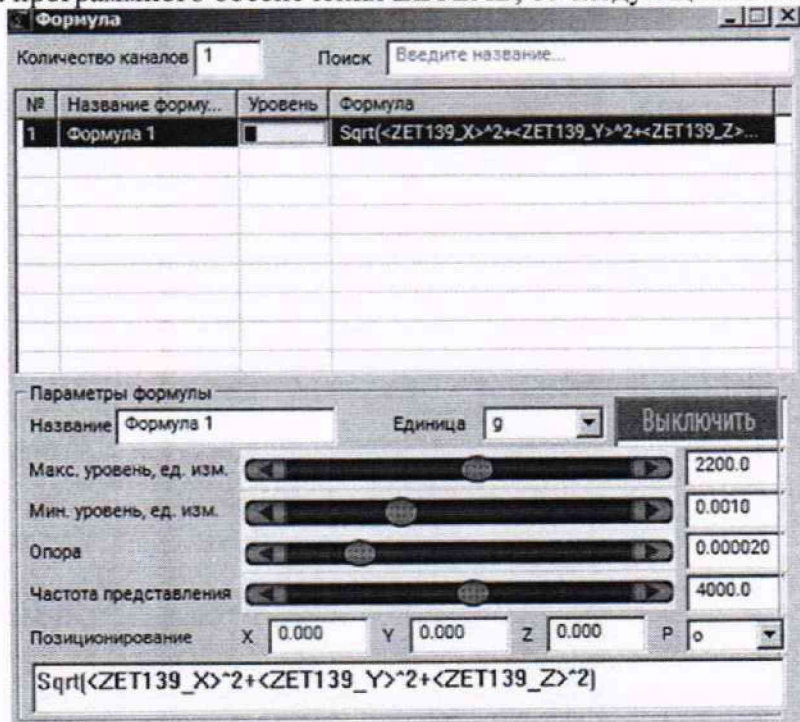 Формула
Количество каналов 1 Поиск Введите название...
№ Название форму... Уровень Формула
1 Формула 1 Sqrt(<ZET139_X>^2+<ZET139_Y>^2+<ZET139_Z>...
Параметры формулы
Название Формула 1 Единица g Выключить
Макс. уровень, ед. изм. 2200.0
Мин. уровень, ед. изм. 0.0010
Опора 0.000020
Частота представления 4000.0
Позиционирование X 0.000 Y 0.000 Z 0.000 P o
Sqrt(<ZET139_X>^2+<ZET139_Y>^2+<ZET139_Z>^2)